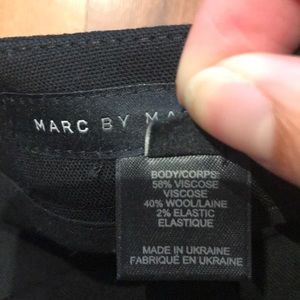 MARC BY MA
BODY/CORPS:
58% VISCOSE
VISCOSE
40% WOOL/LAINE
2% ELASTIC
ELASTIQUE
MADE IN UKRAINE
FABRIQUÉ EN UKRAINE